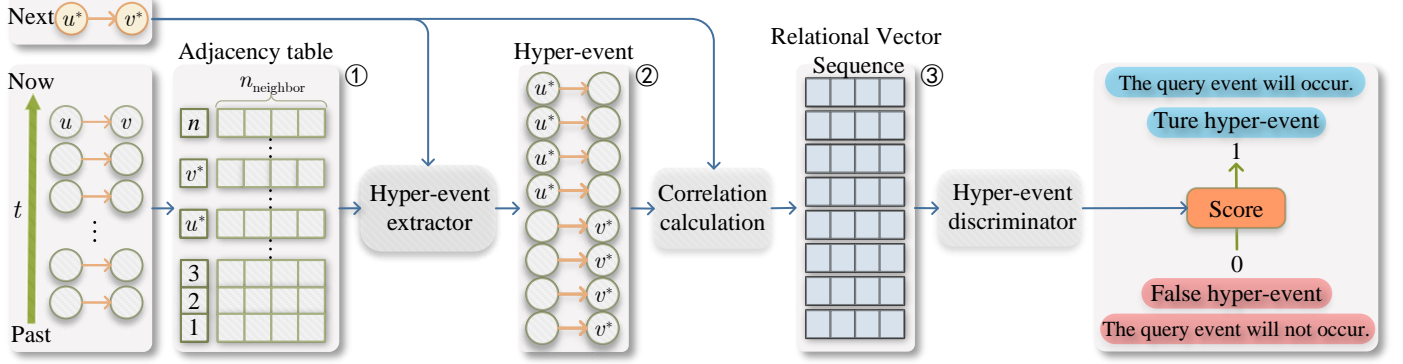 Next u* v*
Now
u v
t
⋮
Past
Adjacency table
①
n_neighbor
n
v*
u*
3
2
1
Hyper-event
extractor
Hyper-event
②
u*
u*
u*
u*
v*
v*
v*
v*
Correlation
calculation
Relational Vector
Sequence
③
Hyper-event
discriminator
The query event will occur.
Ture hyper-event
1
Score
0
False hyper-event
The query event will not occur.